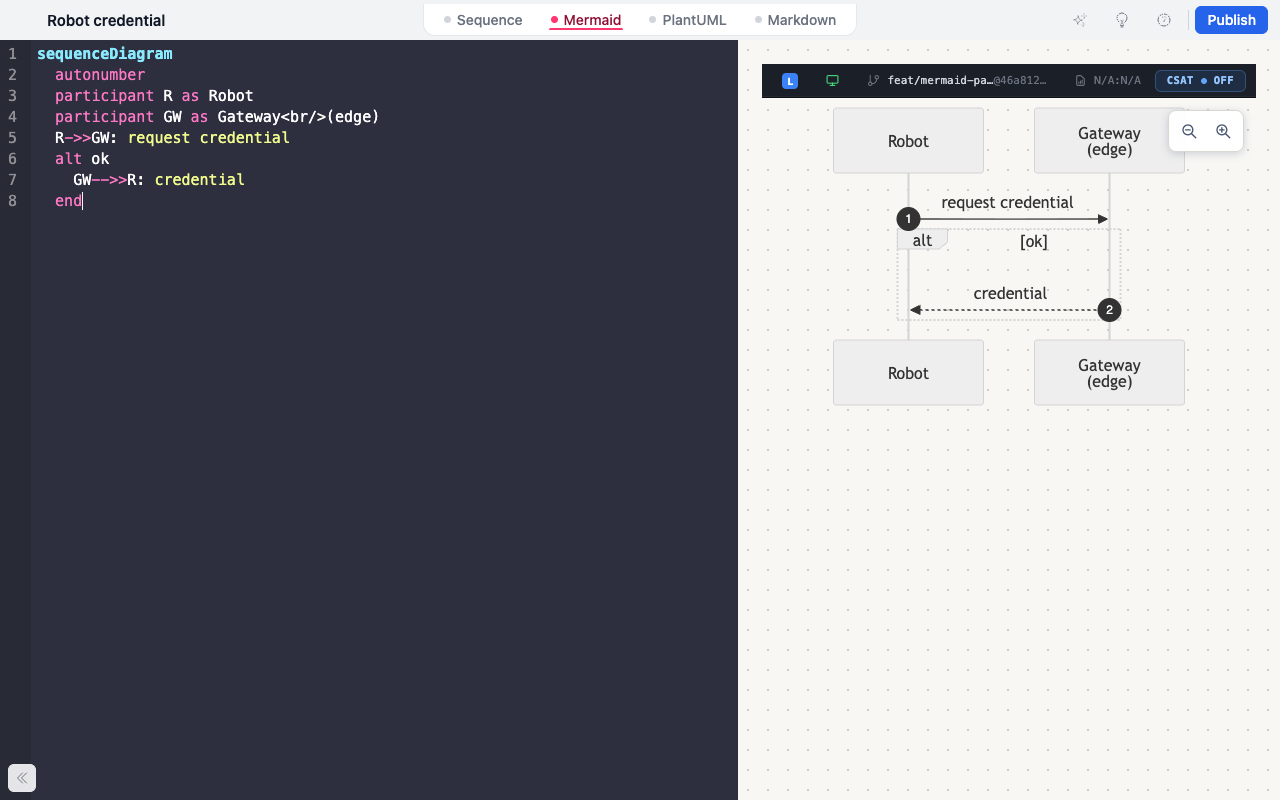 Robot credential
Sequence
Mermaid
PlantUML
Markdown
Publish
1 sequenceDiagram
2 autonumber
3 participant R as Robot
4 participant GW as Gateway<br/>(edge)
5 R->>GW: request credential
6 alt ok
7 GW-->>R: credential
8 end
L
feat/mermaid-pa…@46a812…
N/A:N/A
CSAT • OFF
Robot
Gateway
(edge)
request credential
1
alt
[ok]
credential
2
Robot
Gateway
(edge)